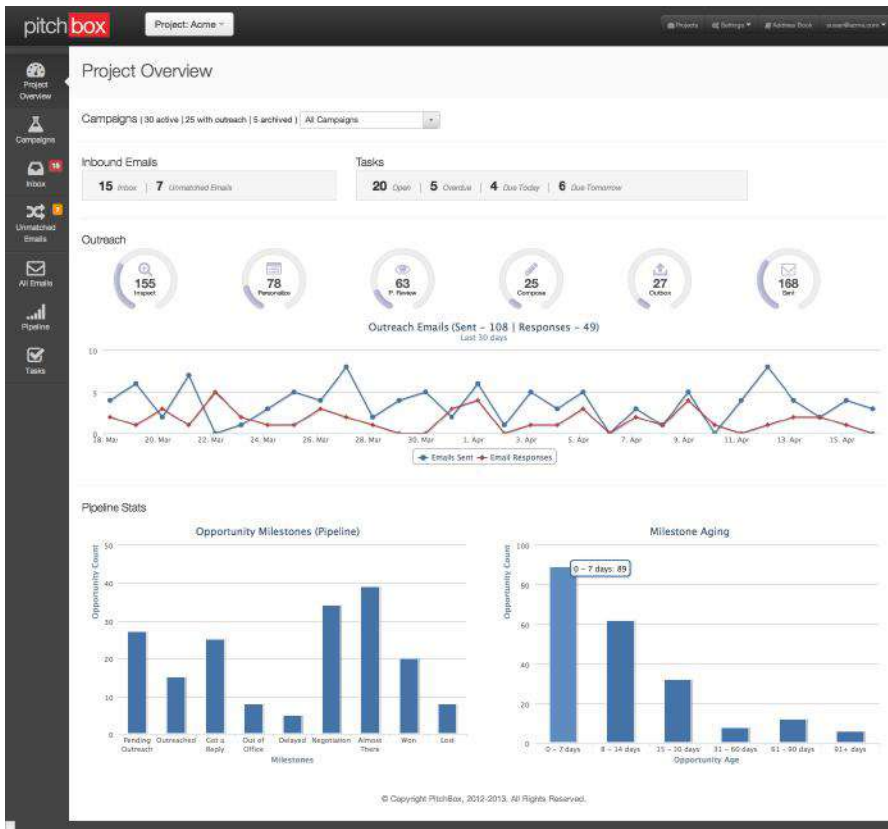 pitchbox
Project: Acme
Projects
Settings
Address Book
Project Overview
Project
Overview
Campaigns
15
Inbox
7
Unmatched
Emails
All Emails
Pipeline
Tasks
Campaigns | 30 active | 25 with outreach | 5 archived | All Campaigns
Inbound Emails
15 Inbox | 7 Unmatched Emails
Tasks
20 Open | 5 Overdue | 4 Due Today | 6 Due Tomorrow
Outreach
155
Inspect
78
Personalize
63
P. Review
25
Compose
27
Outbox
168
Sent
Outreach Emails (Sent - 108 | Responses - 49)
Last 30 days
10
5
0
18. Mar 20. Mar 22. Mar 24. Mar 26. Mar 28. Mar 30. Mar 1. Apr 3. Apr 5. Apr 7. Apr 9. Apr 11. Apr 13. Apr 15. Apr
Emails Sent Email Responses
Pipeline Stats
Opportunity Milestones (Pipeline)
Opportunity Count
50
40
30
20
10
0
Pending Outreach
Outreached
Got a Reply
Out of Office
Delayed
Negotiation
Almost There
Won
Lost
Milestones
Milestone Aging
Opportunity Count
100
80
60
40
20
0
0 - 7 days: 89
0 - 7 days 8 - 14 days 15 - 30 days 31 - 60 days 61 - 90 days 91+ days
Opportunity Age
© Copyright PitchBox, 2012-2013. All Rights Reserved.